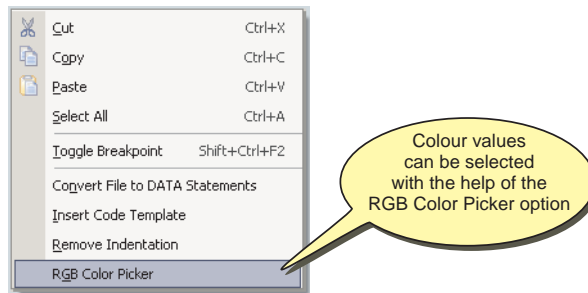 Cut Ctrl+X
Copy Ctrl+C
Paste Ctrl+V
Select All Ctrl+A
Toggle Breakpoint Shift+Ctrl+F2
Convert File to DATA Statements
Insert Code Template
Remove Indentation
RGB Color Picker
Colour values
can be selected
with the help of the
RGB Color Picker option